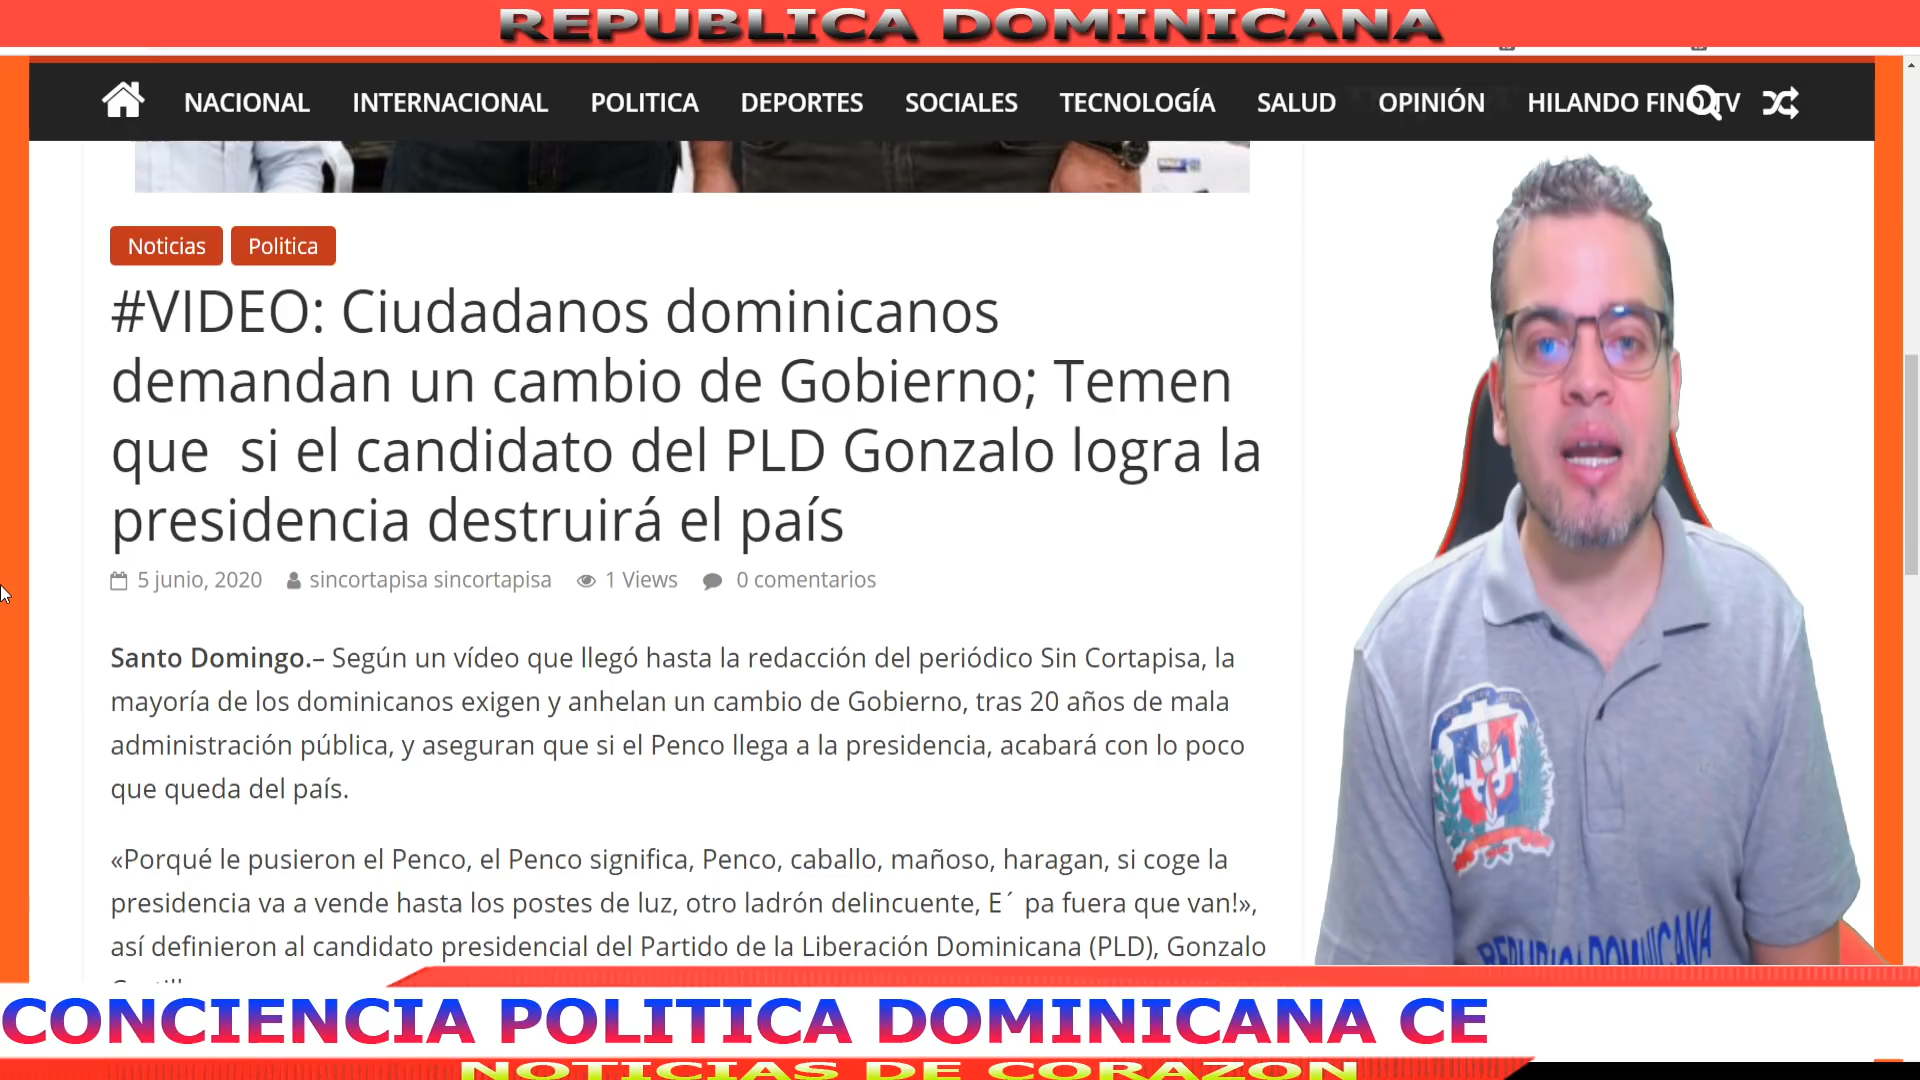 REPUBLICA DOMINICANA
NACIONAL INTERNACIONAL POLITICA DEPORTES SOCIALES TECNOLOGÍA SALUD OPINIÓN HILANDO FINO TV
Noticias Politica
#VIDEO: Ciudadanos dominicanos
demandan un cambio de Gobierno; Temen
que si el candidato del PLD Gonzalo logra la
presidencia destruirá el país
5 junio, 2020 sincortapisa sincortapisa 1 Views 0 comentarios
Santo Domingo.– Según un vídeo que llegó hasta la redacción del periódico Sin Cortapisa, la
mayoría de los dominicanos exigen y anhelan un cambio de Gobierno, tras 20 años de mala
administración pública, y aseguran que si el Penco llega a la presidencia, acabará con lo poco
que queda del país.
«Porqué le pusieron el Penco, el Penco significa, Penco, caballo, mañoso, haragan, si coge la
presidencia va a vende hasta los postes de luz, otro ladrón delincuente, E´ pa fuera que van!»,
así definieron al candidato presidencial del Partido de la Liberación Dominicana (PLD), Gonzalo
REPUBLICA DOMINICANA
CONCIENCIA POLITICA DOMINICANA CE
NOTICIAS DE CORAZON